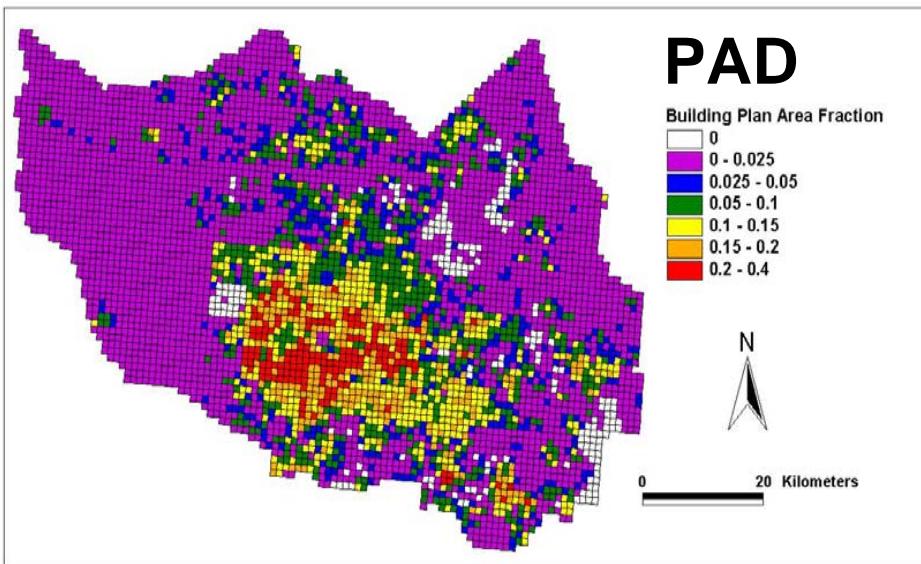 PAD
Building Plan Area Fraction
0
0 - 0.025
0.025 - 0.05
0.05 - 0.1
0.1 - 0.15
0.15 - 0.2
0.2 - 0.4
N
0 20 Kilometers